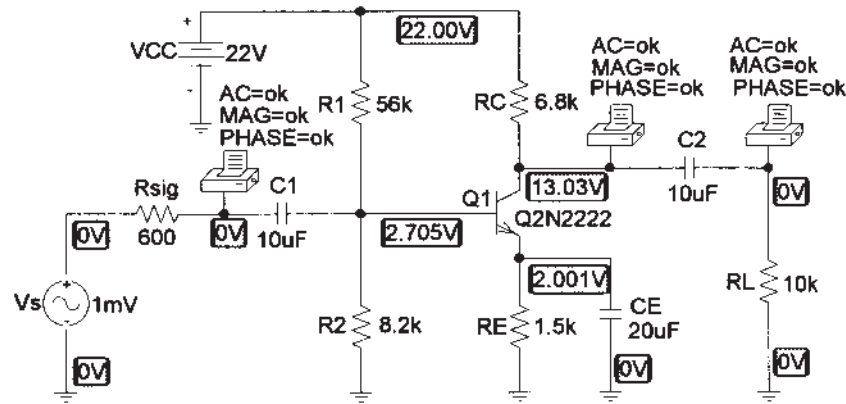 +
22.00V
VCC
22V
-
AC=ok
MAG=ok
PHASE=ok
R1
56k
RC
6.8k
AC=ok
MAG=ok
PHASE=ok
AC=ok
MAG=ok
PHASE=ok
C2
10uF
0V
Rsig
600
0V
0V
C1
10uF
2.705V
Q1
13.03V
Q2N2222
2.001V
Vs
+
-
1mV
0V
R2
8.2k
RE
1.5k
CE
20uF
0V
RL
10k
0V